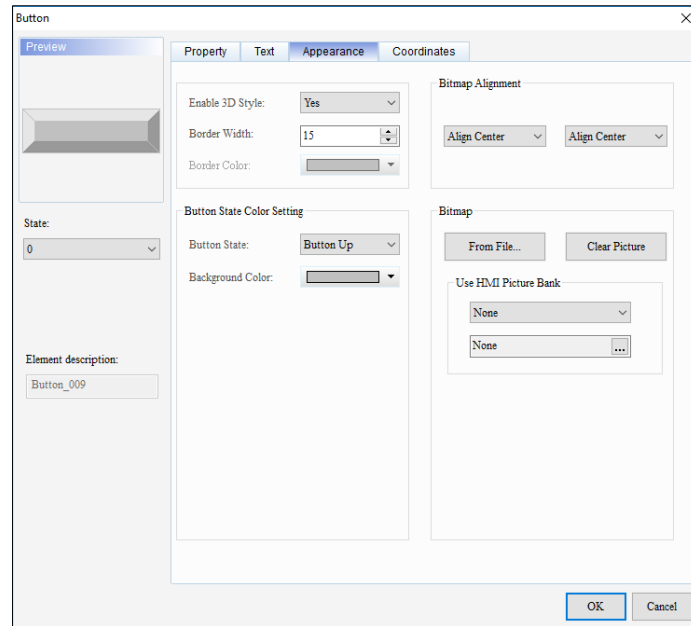 Button
Preview
Property Text Appearance Coordinates
Enable 3D Style: Yes
Border Width: 15
Border Color:
Bitmap Alignment
Align Center Align Center
State:
0
Button State Color Setting
Button State: Button Up
Background Color:
Bitmap
From File... Clear Picture
Use HMI Picture Bank
None
None ...
Element description:
Button_009
OK Cancel